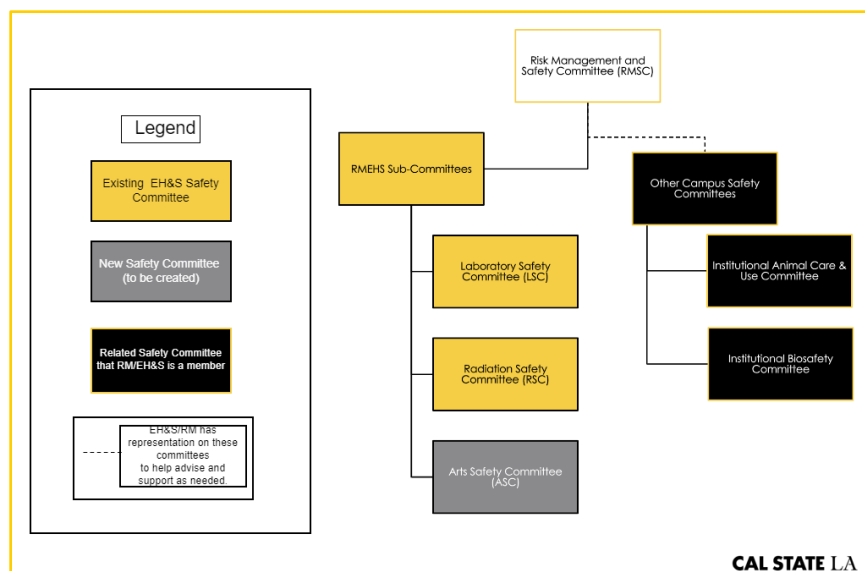 Risk Management and
Safety Committee (RMSC)
Legend
RMEHS Sub-Committees
Existing EH&S Safety
Committee
Other Campus Safety
Committees
New Safety Committee
(to be created)
Laboratory Safety
Committee (LSC)
Institutional Animal Care &
Use Committee
Related Safety Committee
that RM/EH&S is a member
Radiation Safety
Committee (RSC)
Institutional Biosafety
Committee
EH&S/RM has
representation on these
committees
to help advise and
support as needed.
Arts Safety Committee
(ASC)
CAL STATE LA